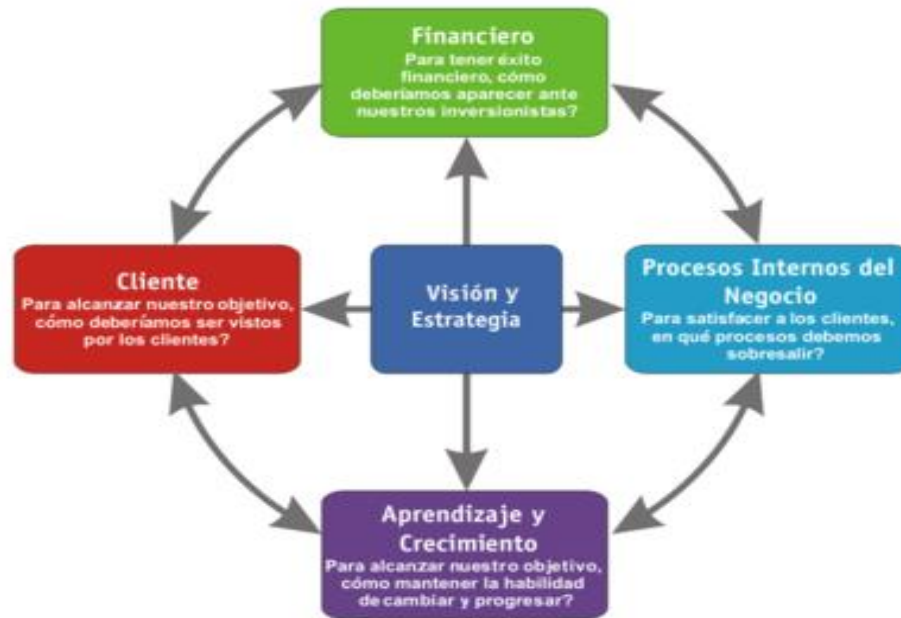 Financiero
Para tener éxito
financiero, cómo
deberíamos aparecer ante
nuestros inversionistas?
Cliente
Para alcanzar nuestro objetivo,
cómo deberíamos ser vistos
por los clientes?
Visión y
Estrategia
Procesos Internos del
Negocio
Para satisfacer a los clientes,
en qué procesos debemos
sobresalir?
Aprendizaje y
Crecimiento
Para alcanzar nuestro objetivo,
cómo mantener la habilidad
de cambiar y progresar?